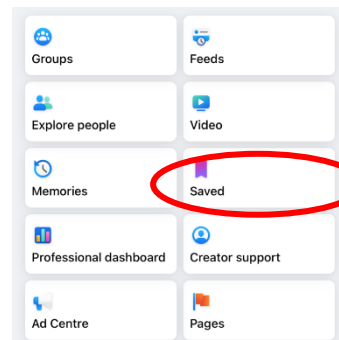 Groups
Feeds
Explore people
Video
Memories
Saved
Professional dashboard
Creator support
Ad Centre
Pages